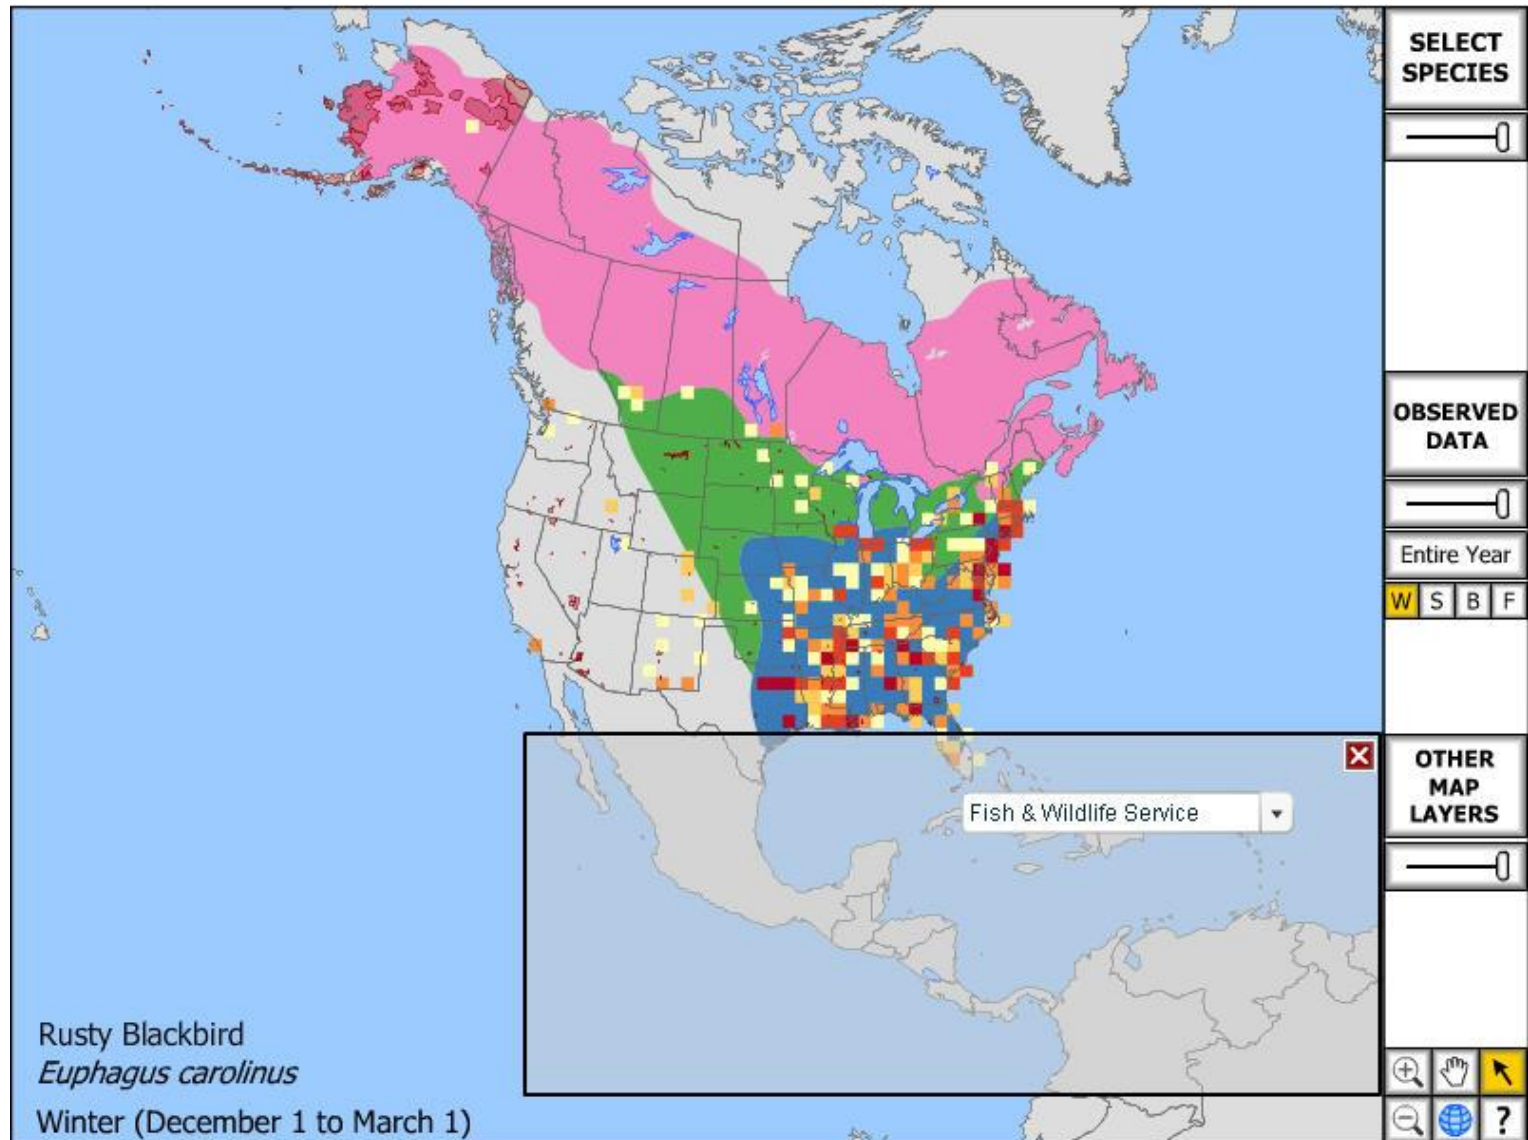 SELECT
SPECIES
OBSERVED
DATA
Entire Year
W S B F
OTHER
MAP
LAYERS
Fish & Wildlife Service
Rusty Blackbird
Euphagus carolinus
Winter (December 1 to March 1)
?